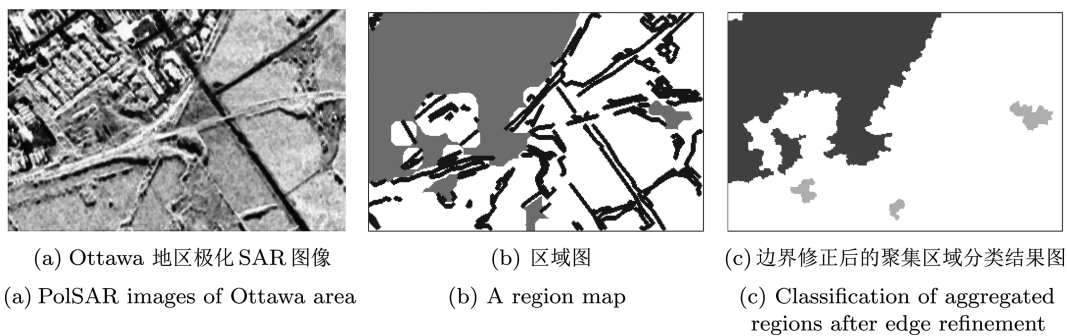 (a) Ottawa 地区极化 SAR 图像
(b) 区域图
(c) 边界修正后的聚集区域分类结果图
(a) PolSAR images of Ottawa area
(b) A region map
(c) Classification of aggregated
regions after edge refinement